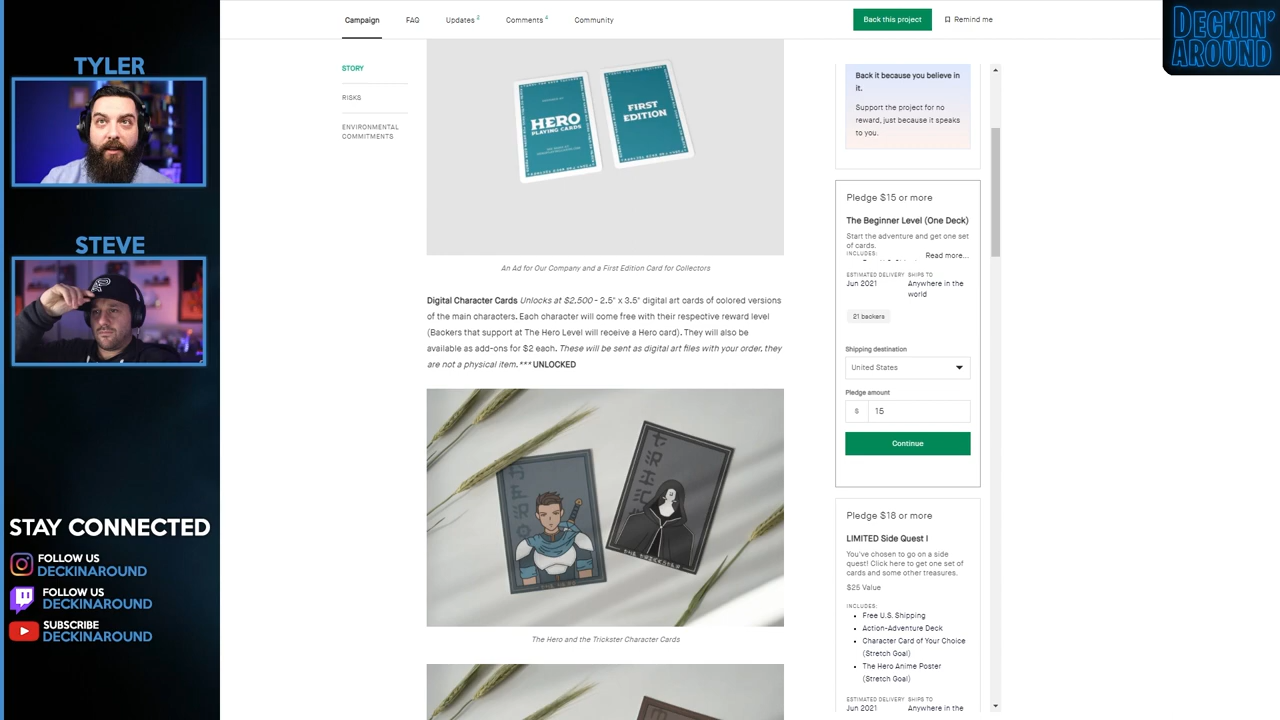 TYLER
STEVE
STAY CONNECTED
FOLLOW US
DECKINAROUND
FOLLOW US
DECKINAROUND
SUBSCRIBE
DECKINAROUND
Campaign
FAQ
Updates 2
Comments 4
Community
Back this project
Remind me
DECKIN'
AROUND
STORY
RISKS
ENVIRONMENTAL
COMMITMENTS
HERO
PLAYING CARDS
FIRST
EDITION
An Ad for Our Company and a First Edition Card for Collectors
Digital Character Cards Unlocks at $2,500 - 2.5" x 3.5" digital art cards of colored versions
of the main characters. Each character will come free with their respective reward level
(Backers that support at The Hero Level will receive a Hero card). They will also be
available as add-ons for $2 each. These will be sent as digital art files with your order, they
are not a physical item.*** UNLOCKED
The Hero and the Trickster Character Cards
Back it because you believe in
it.
Support the project for no
reward, just because it speaks
to you.
Pledge $15 or more
The Beginner Level (One Deck)
Start the adventure and get one set
of cards.
INCLUDES:
Read more...
ESTIMATED DELIVERY
Jun 2021
SHIPS TO
Anywhere in the
world
21 backers
Shipping destination
United States
Pledge amount
$ 15
Continue
Pledge $18 or more
LIMITED Side Quest I
You've chosen to go on a side
quest! Click here to get one set of
cards and some other treasures.
$25 Value
INCLUDES:
Free U.S. Shipping
Action-Adventure Deck
Character Card of Your Choice
(Stretch Goal)
The Hero Anime Poster
(Stretch Goal)
ESTIMATED DELIVERY
Jun 2021
SHIPS TO
Anywhere in the